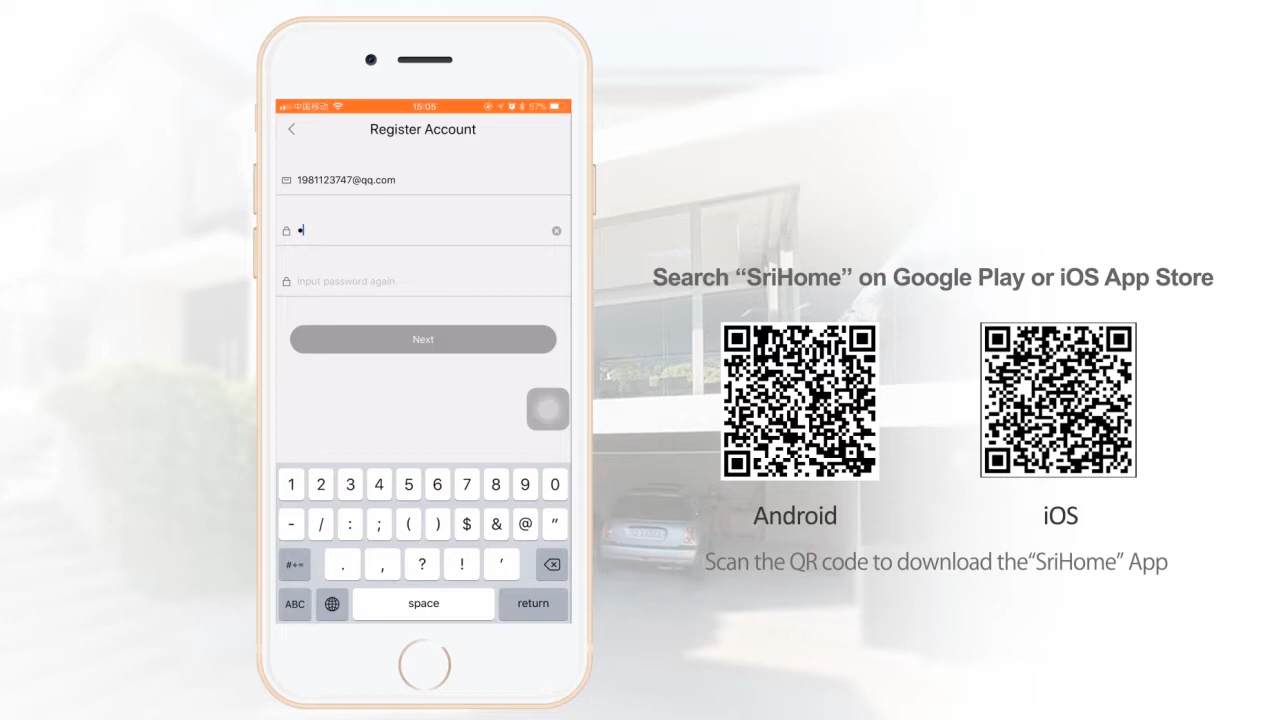 中国移动 15:05 57%
Register Account
1981123747@qq.com
Input password again
Next
1 2 3 4 5 6 7 8 9 0
- / : ; ( ) $ & @ "
#+= . , ? ! '
ABC space return
Search “SriHome” on Google Play or iOS App Store
Android iOS
Scan the QR code to download the“SriHome” App